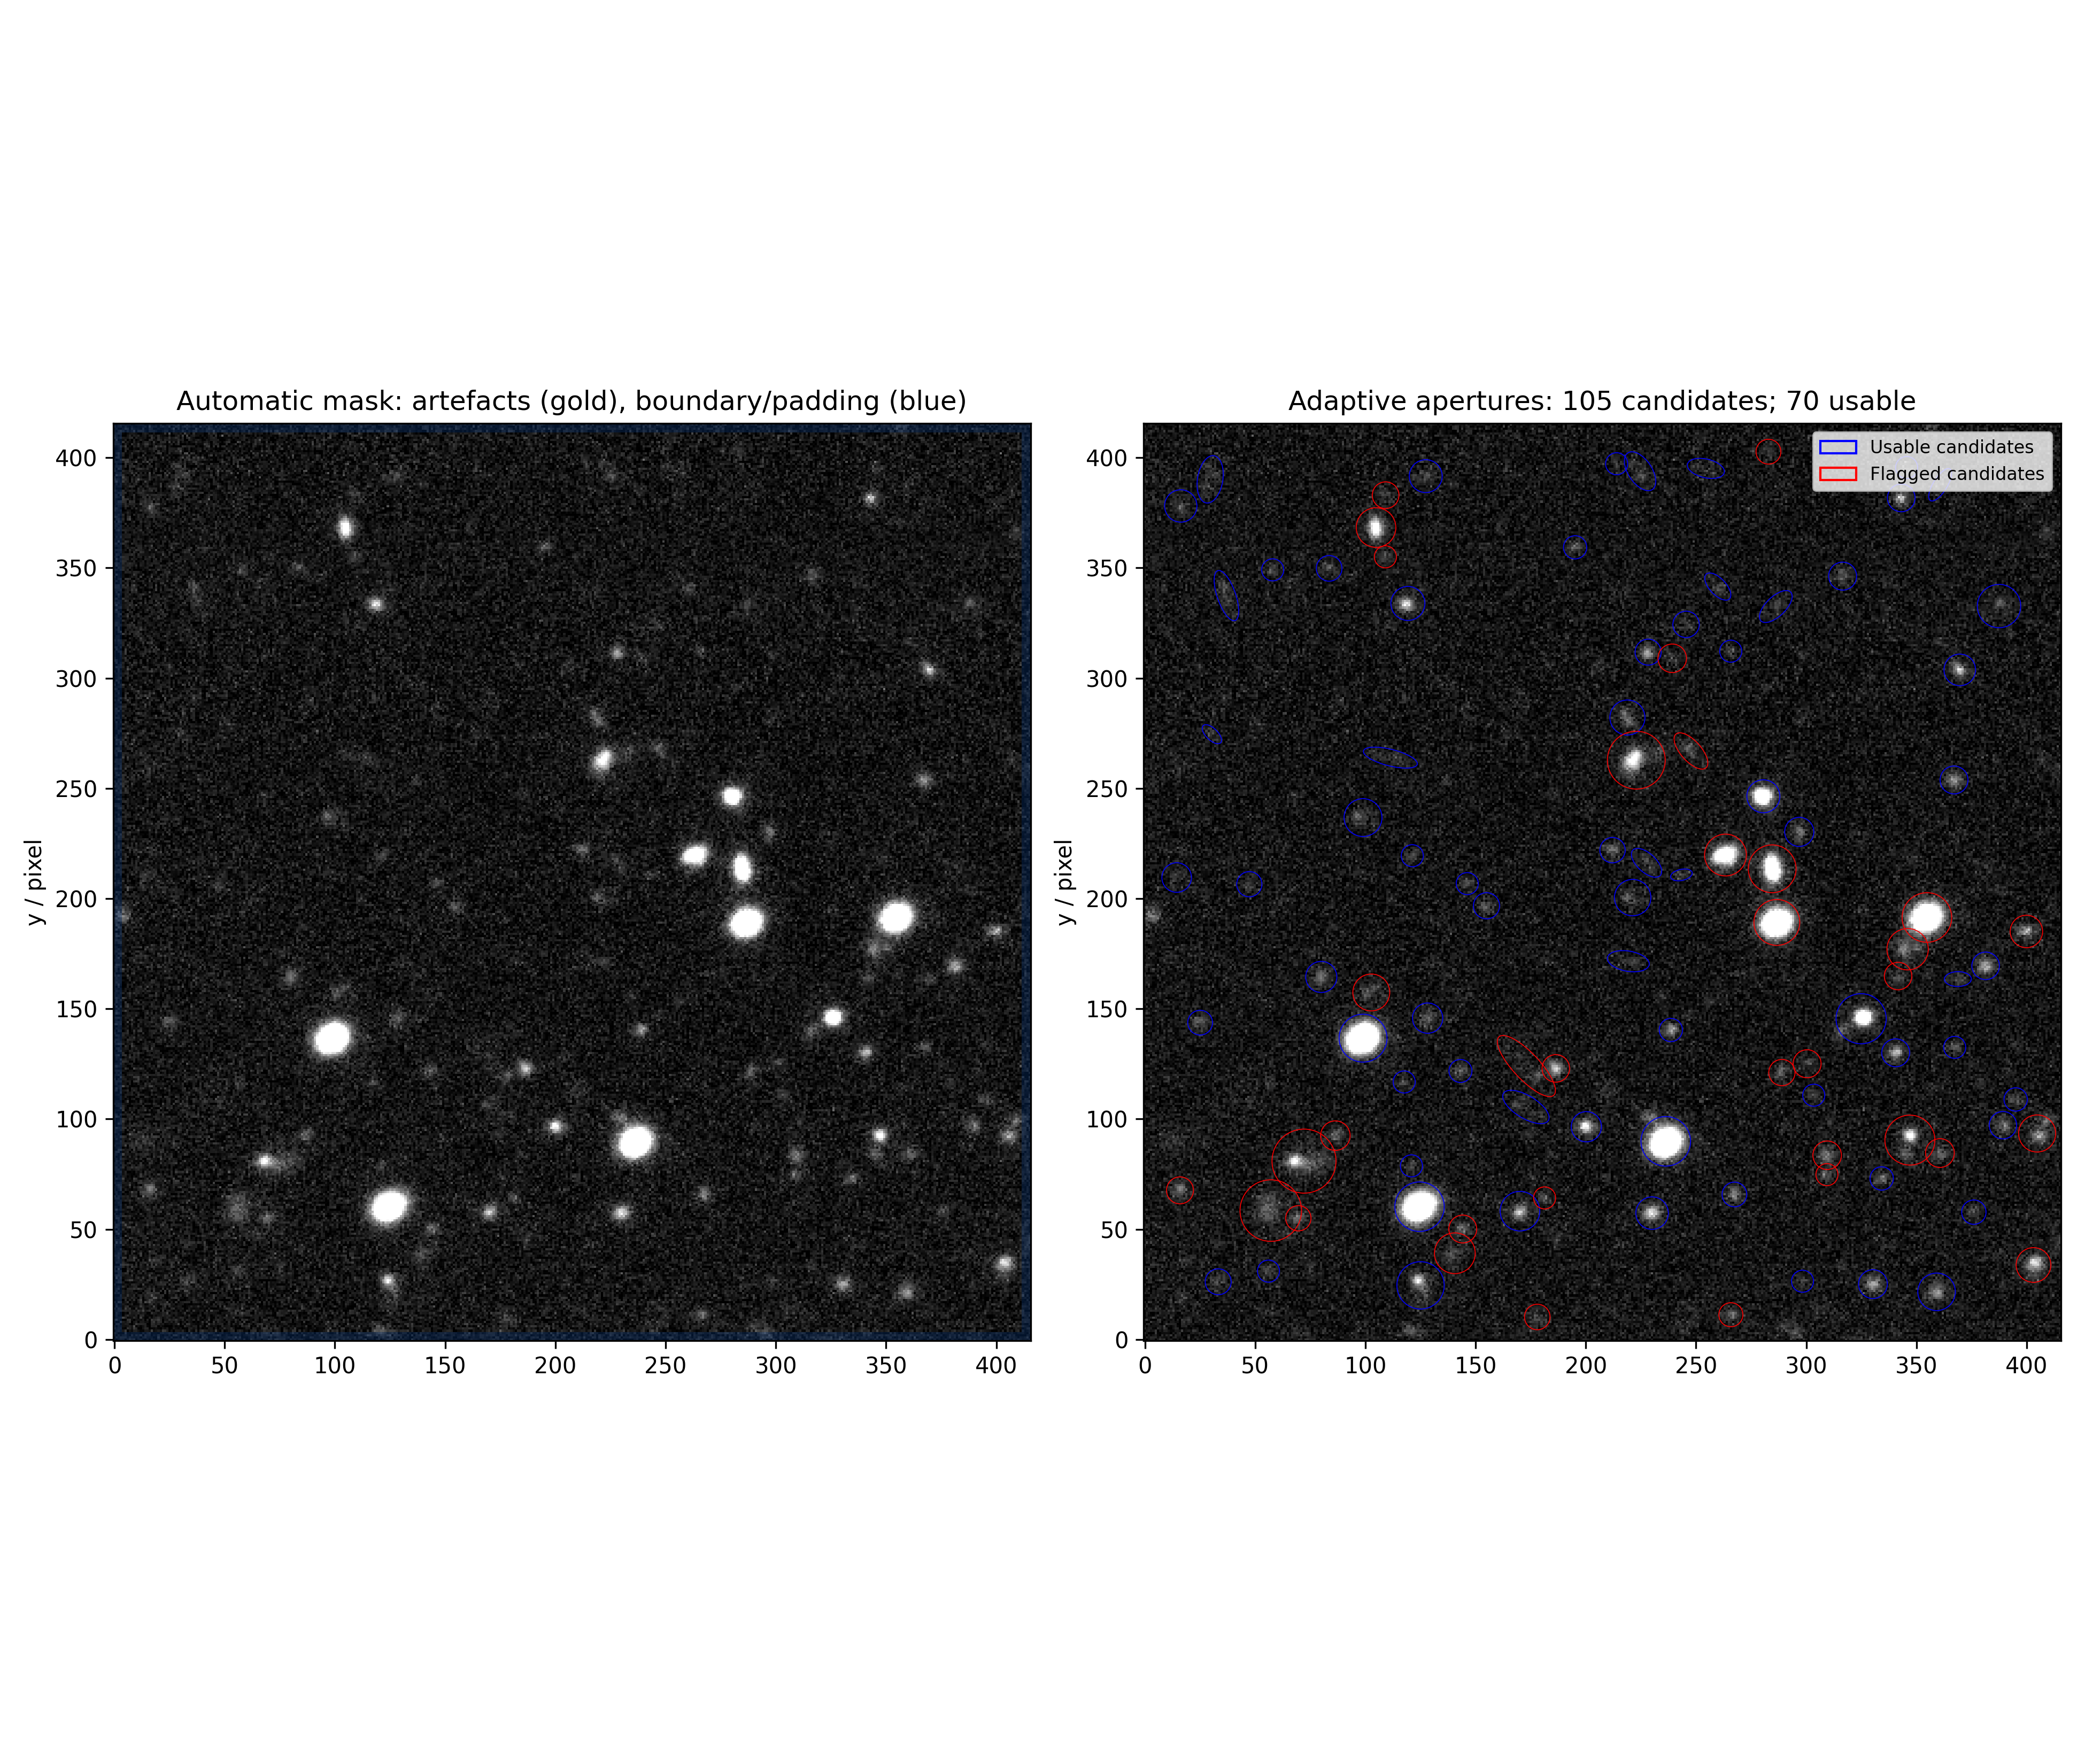 Automatic mask: artefacts (gold), boundary/padding (blue)
400
350
300
250
200
150
100
50
0
y / pixel
0 50 100 150 200 250 300 350 400
Adaptive apertures: 105 candidates; 70 usable
Usable candidates
Flagged candidates
400
350
300
250
200
150
100
50
0
y / pixel
0 50 100 150 200 250 300 350 400